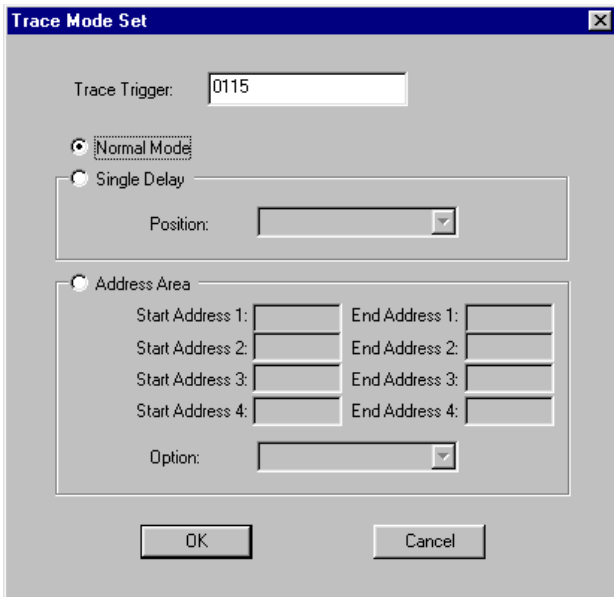 Trace Mode Set
Trace Trigger: 0115
Normal Mode
Single Delay
Position:
Address Area
Start Address 1: End Address 1:
Start Address 2: End Address 2:
Start Address 3: End Address 3:
Start Address 4: End Address 4:
Option:
OK Cancel